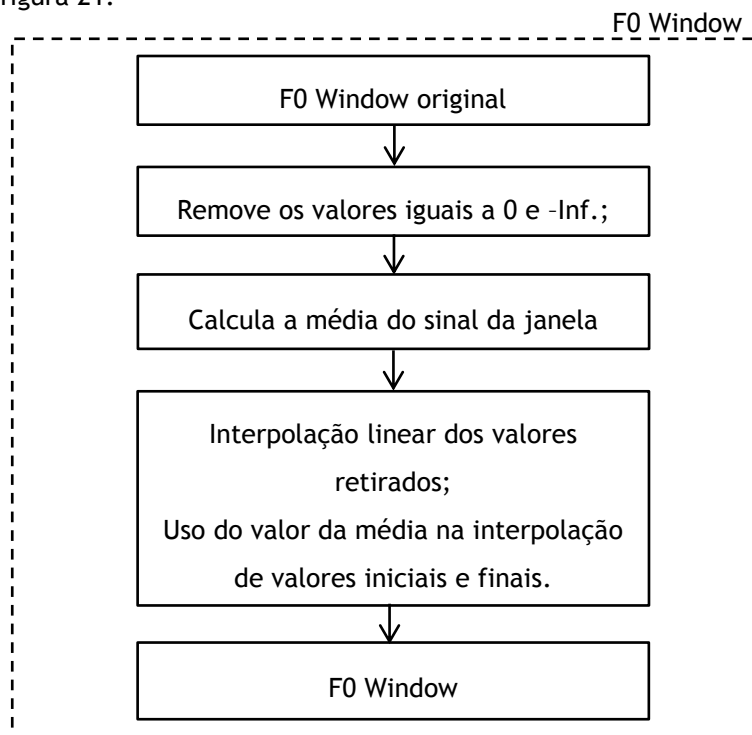 Figura 21.
F0 Window
F0 Window original
Remove os valores iguais a 0 e –Inf.;
Calcula a média do sinal da janela
Interpolação linear dos valores
retirados;
Uso do valor da média na interpolação
de valores iniciais e finais.
F0 Window